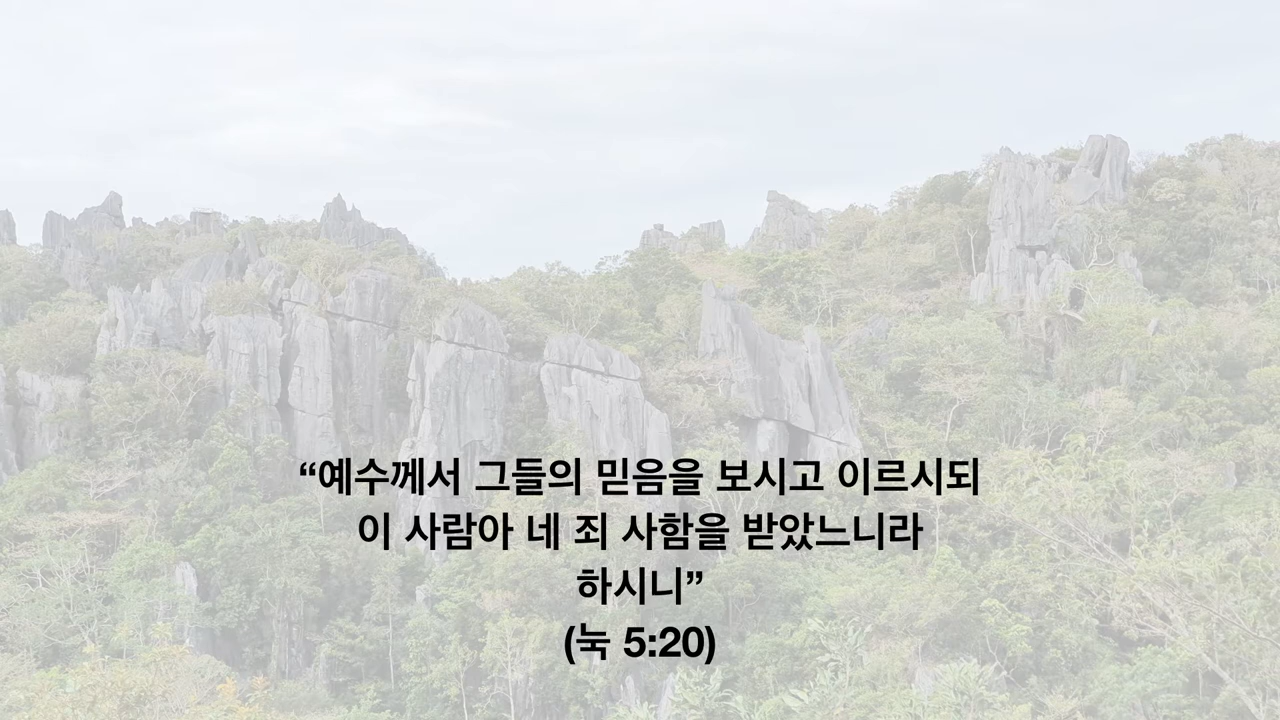 “예수께서 그들의 믿음을 보시고 이르시되
이 사람아 네 죄 사함을 받았느니라
하시니”
(눅 5:20)